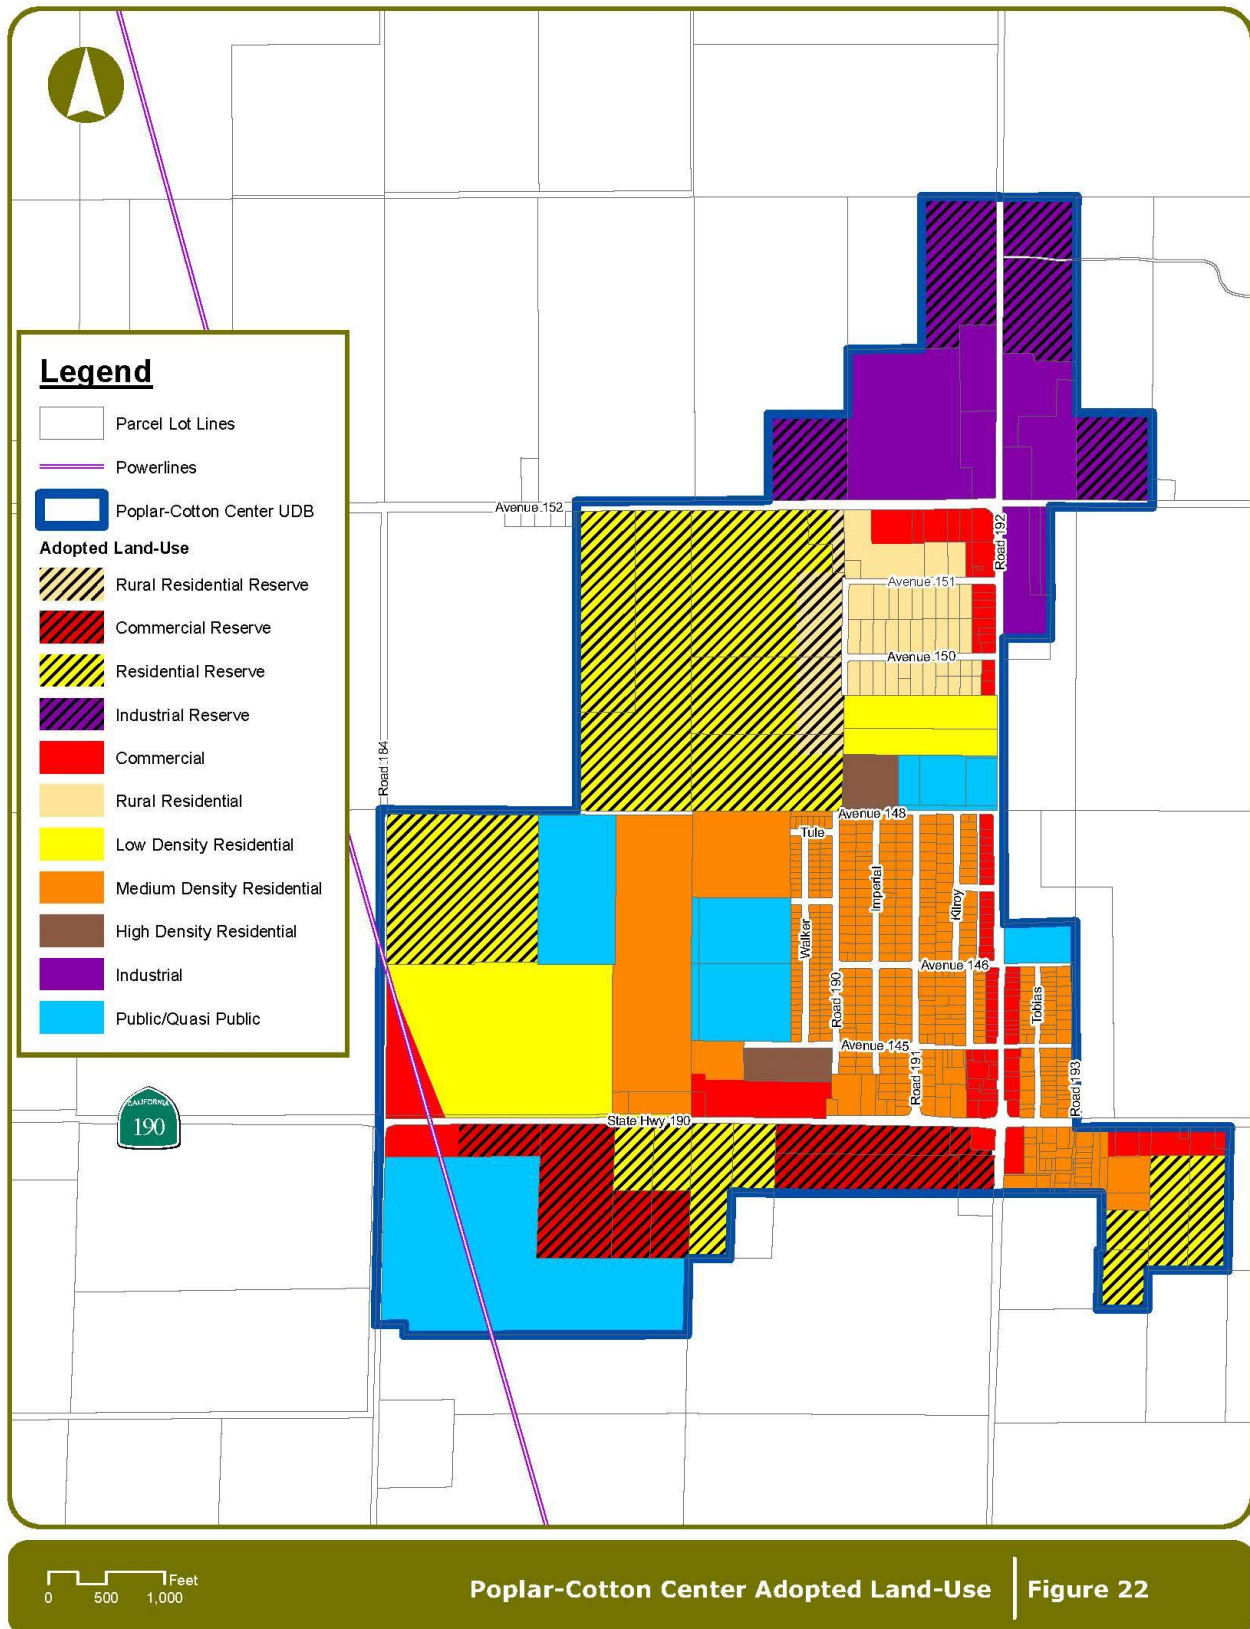 Legend
Parcel Lot Lines
Powerlines
Poplar-Cotton Center UDB
Adopted Land-Use
Rural Residential Reserve
Commercial Reserve
Residential Reserve
Industrial Reserve
Commercial
Rural Residential
Low Density Residential
Medium Density Residential
High Density Residential
Industrial
Public/Quasi Public
CALIFORNIA
190
Avenue 152
Road 192
Avenue 151
Avenue 150
Road 184
Avenue 148
Tule
Imperial
Kilroy
Walker
Avenue 146
Road 190
Tobias
Avenue 145
Road 191
Road 193
State Hwy 190
Feet
0 500 1,000
Poplar-Cotton Center Adopted Land-Use
Figure 22